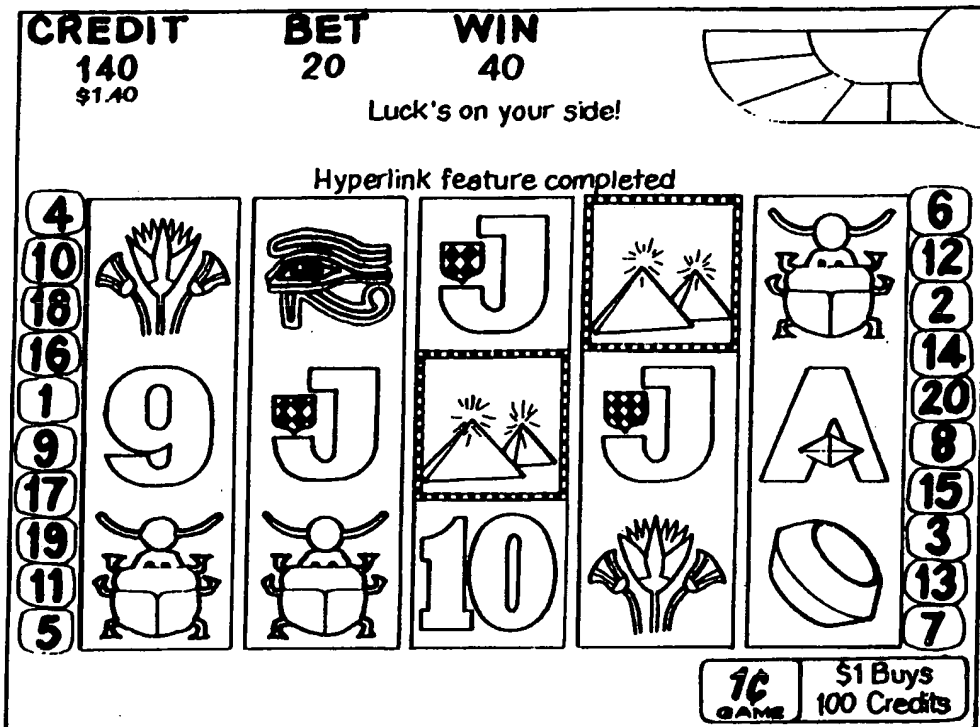 CREDIT BET WIN
140 20 40
$1.40
Luck's on your side!
Hyperlink feature completed
4 6
10 12
18 J 2
16 14
1 9 J J A 20
9 8
17 15
19 10 3
11 13
5 7
1¢ GAME
$1 Buys
100 Credits